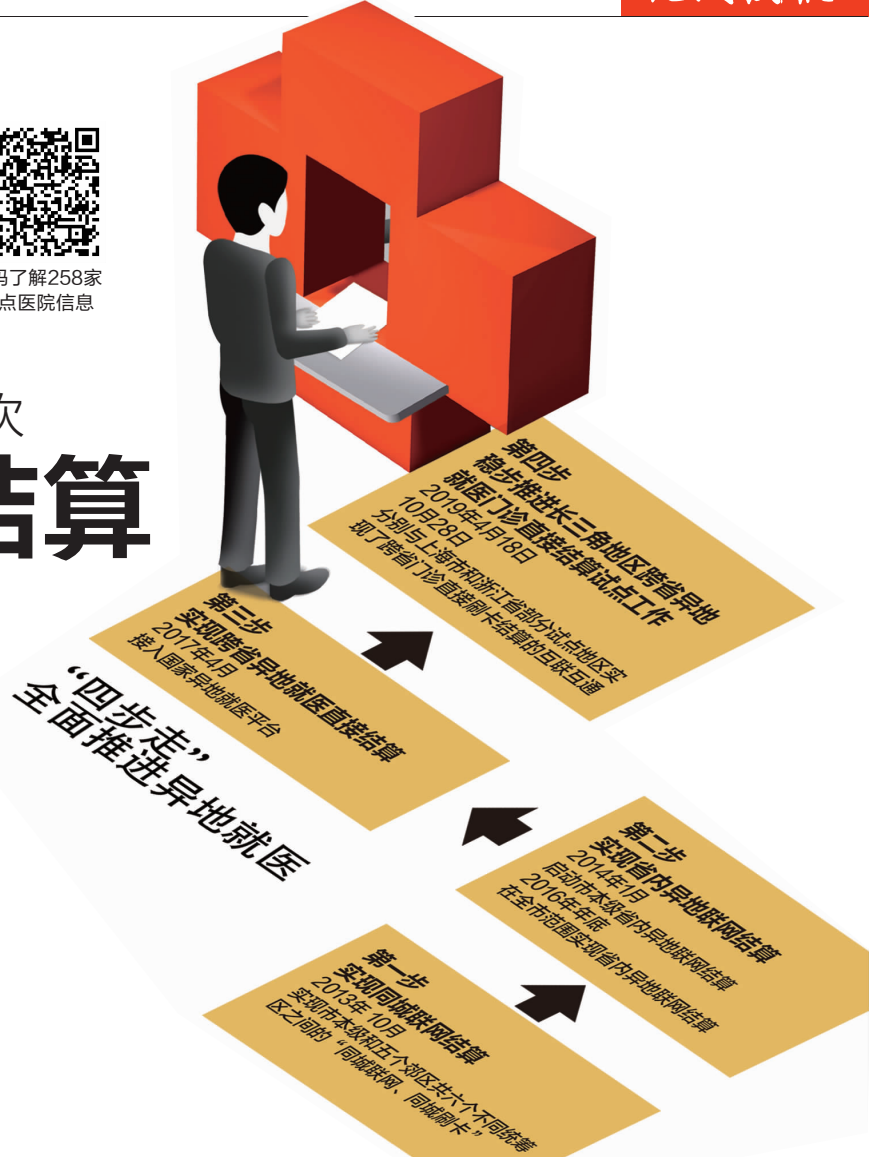 码了解258家
点医院信息
次
结算
第四步
稳步推进长三角地区跨省异地
就医门诊直接结算试点工作
2019年4月18日
10月28日
分别与上海市和浙江省部分试点地区实
现了跨省门诊直接刷卡结算的互联互通
第三步
实现跨省异地就医直接结算
2017年4月
接入国家异地就医平台
“四步走”
全面推进异地就医
第二步
实现省内异地联网结算
2014年1月
启动市本级省内异地联网结算
2016年年底
在全市范围实现省内异地联网结算
第一步
实现同城联网结算
2013年10月
实现市本级和五个郊区共六个不同统筹
区之间的“同城联网、同城刷卡”